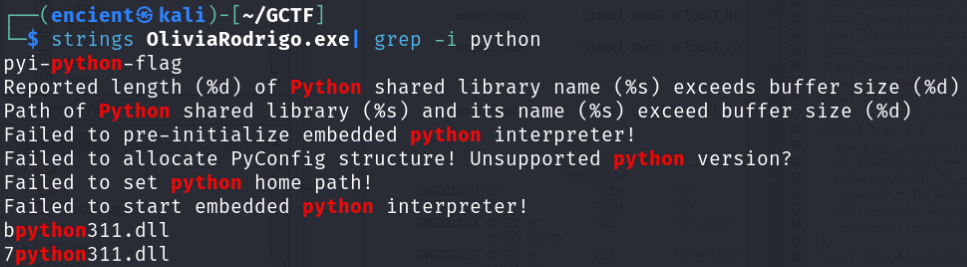 (encient㉿kali)-[~/GCTF]
$ strings OliviaRodrigo.exe| grep -i python
pyi-python-flag
Reported length (%d) of Python shared library name (%s) exceeds buffer size (%d)
Path of Python shared library (%s) and its name (%s) exceed buffer size (%d)
Failed to pre-initialize embedded python interpreter!
Failed to allocate PyConfig structure! Unsupported python version?
Failed to set python home path!
Failed to start embedded python interpreter!
bpython311.dll
7python311.dll